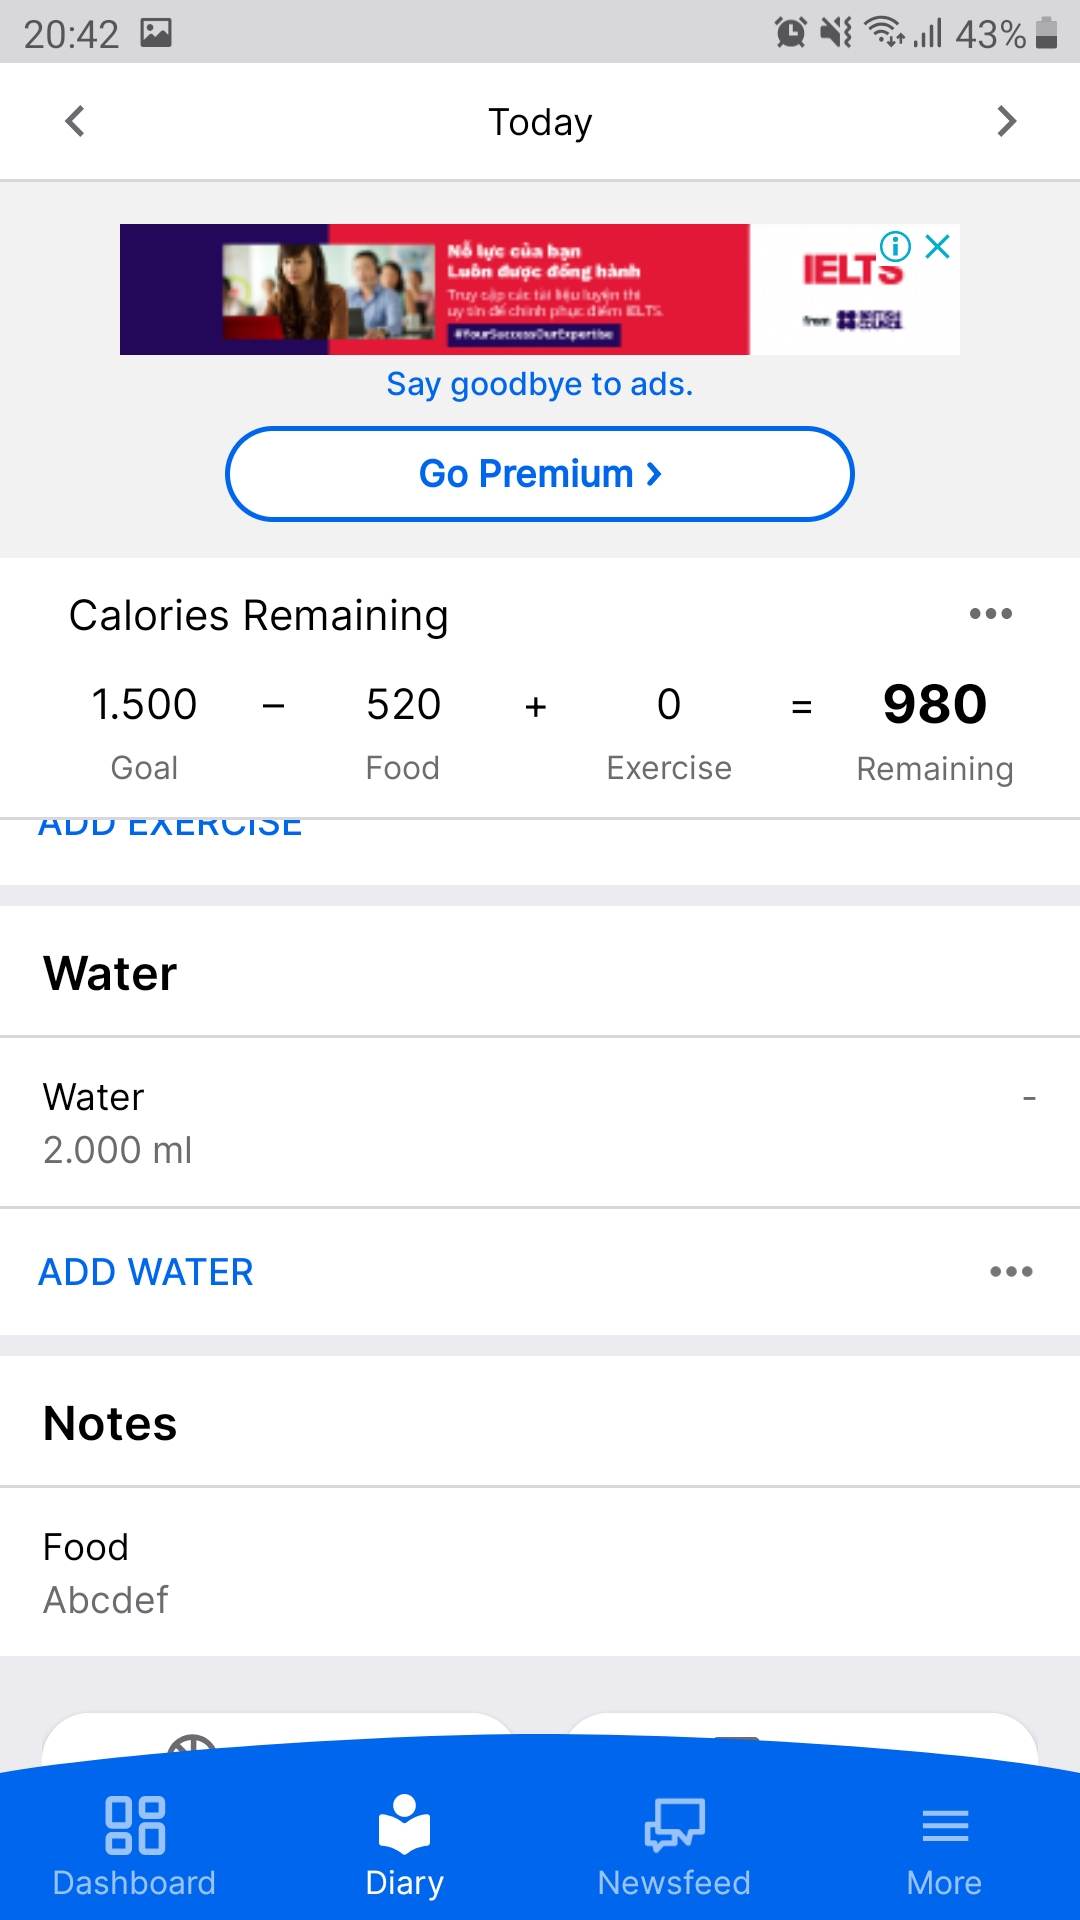 20:42
43%
Today
Nỗ lực của bạn
Luôn được đồng hành
Truy cập các tài liệu luyện thi
uy tín để chinh phục điểm IELTS.
#YourSuccessOurExpertise
IELTS
from BRITISH COUNCIL
Say goodbye to ads.
Go Premium ›
Calories Remaining
1.500 – 520 + 0 = 980
Goal Food Exercise Remaining
ADD EXERCISE
Water
Water -
2.000 ml
ADD WATER
Notes
Food
Abcdef
Dashboard Diary Newsfeed More